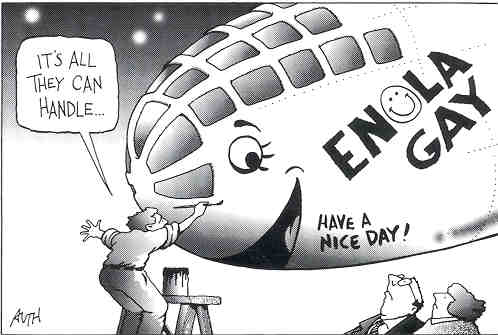 IT'S ALL
THEY CAN
HANDLE...
ENOLA
GAY
HAVE A
NICE DAY!
AUTH